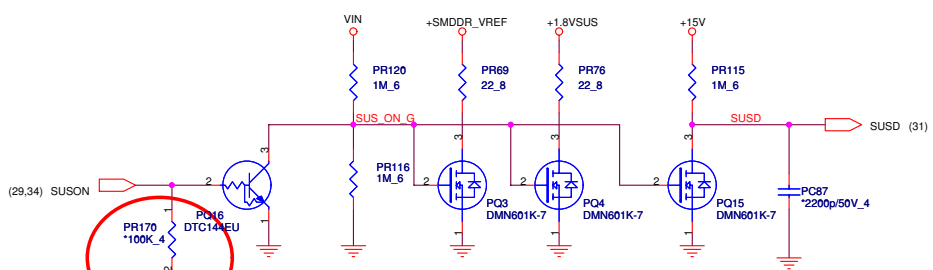 VIN
+SMDDR_VREF
+1.8VSUS
+15V
PR120
1M_6
PR69
22_8
PR76
22_8
PR115
1M_6
SUS_ON_G
SUSD
SUSD (31)
3
3
3
3
PR116
1M_6
(29,34) SUSON
2
2
2
2
1
PR170
*100K_4
2
PQ16
DTC144EU
1
PQ3
DMN601K-7
1
PQ4
DMN601K-7
1
PQ15
DMN601K-7
1
PC87
*2200p/50V_4